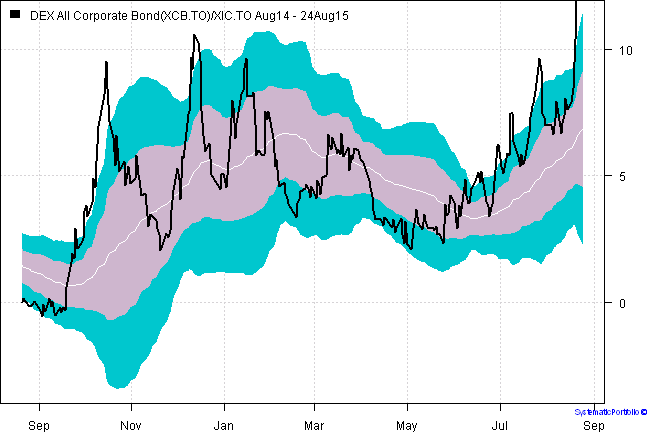 DEX All Corporate Bond(XCB.TO)/XIC.TO Aug14 - 24Aug15
10
5
0
Sep Nov Jan Mar May Jul Sep
SystematicPortfolio ©